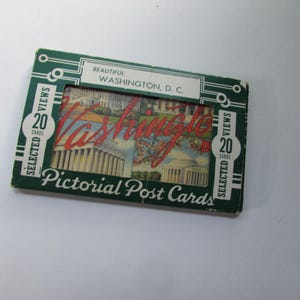 BEAUTIFUL
WASHINGTON, D. C.
SELECTED VIEWS
20
CARDS
Washingto
20
CARDS
SELECTED VIEWS
Pictorial Post Cards